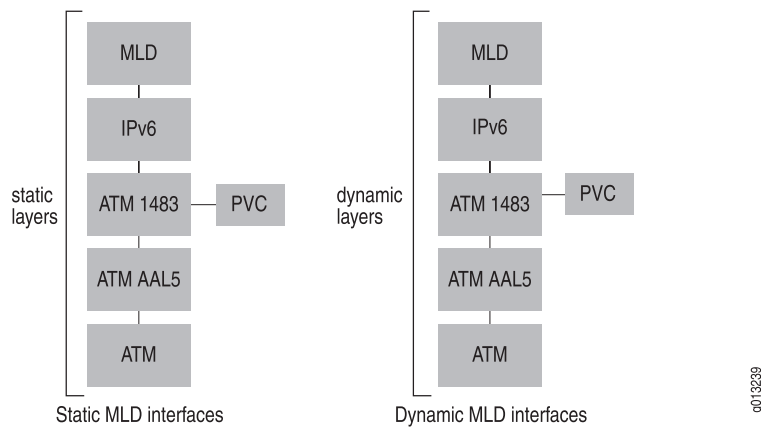 MLD
IPv6
static
layers
ATM 1483
PVC
ATM AAL5
ATM
Static MLD interfaces
MLD
IPv6
dynamic
layers
ATM 1483
PVC
ATM AAL5
ATM
Dynamic MLD interfaces
g013239